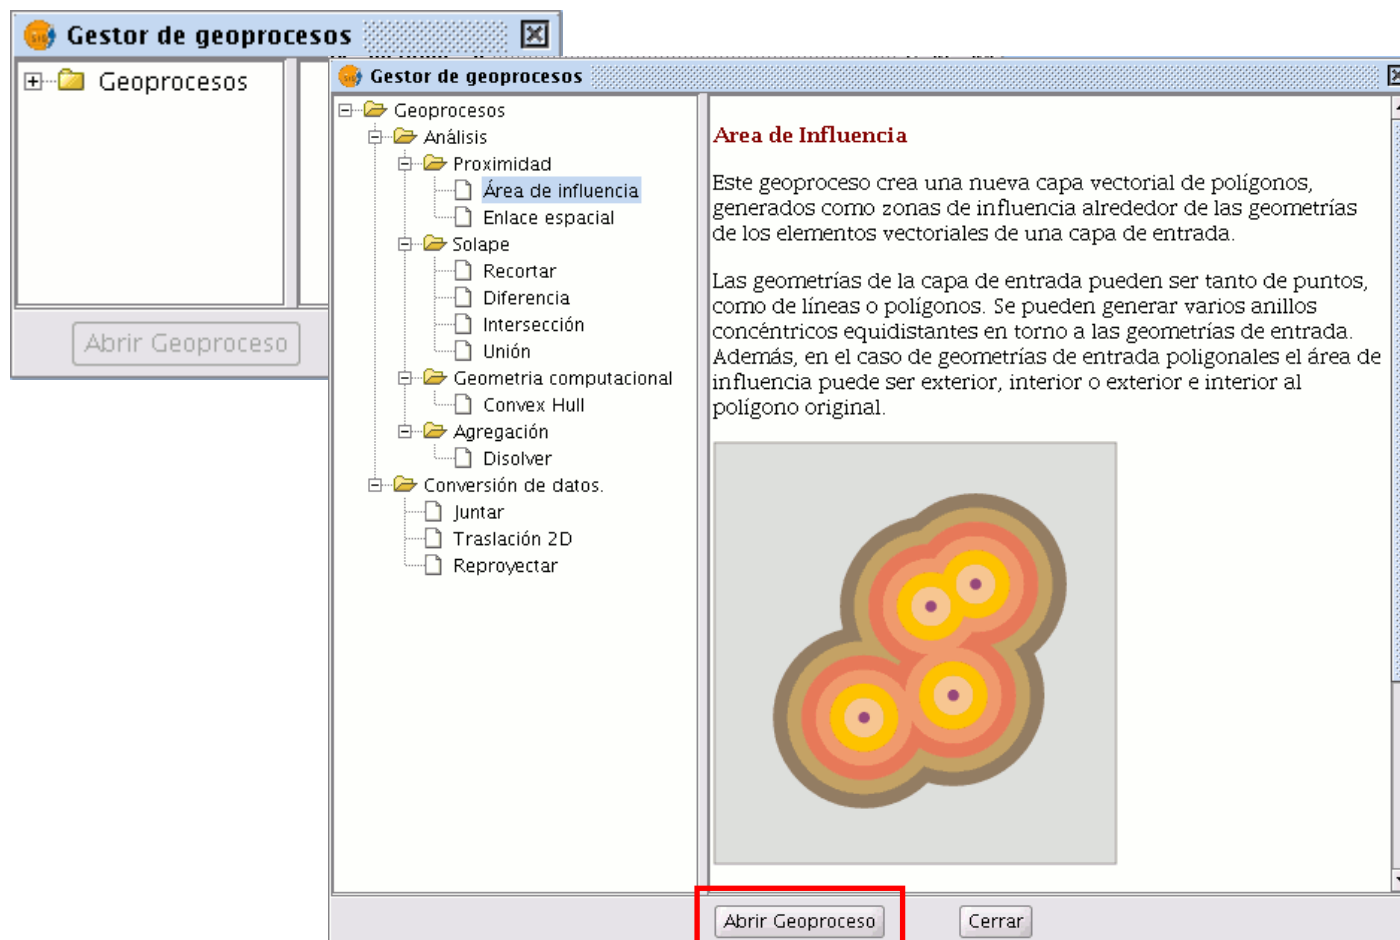 Gestor de geoprocesos
Geoprocesos
Abrir Geoproceso
Gestor de geoprocesos
Geoprocesos
Análisis
Proximidad
Área de influencia
Enlace espacial
Solape
Recortar
Diferencia
Intersección
Unión
Geometria computacional
Convex Hull
Agregación
Disolver
Conversión de datos.
Juntar
Traslación 2D
Reproyectar
Area de Influencia
Este geoproceso crea una nueva capa vectorial de polígonos,
generados como zonas de influencia alrededor de las geometrías
de los elementos vectoriales de una capa de entrada.
Las geometrías de la capa de entrada pueden ser tanto de puntos,
como de líneas o polígonos. Se pueden generar varios anillos
concéntricos equidistantes en torno a las geometrías de entrada.
Además, en el caso de geometrías de entrada poligonales el área de
influencia puede ser exterior, interior o exterior e interior al
polígono original.
Abrir Geoproceso
Cerrar